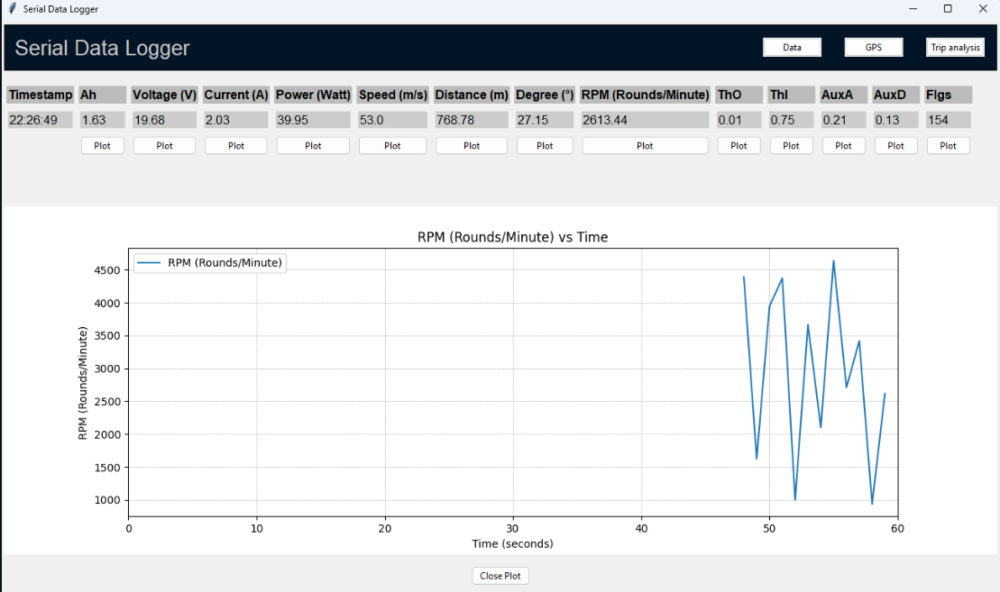 Serial Data Logger
Serial Data Logger Data GPS Trip analysis
Timestamp Ah Voltage (V) Current (A) Power (Watt) Speed (m/s) Distance (m) Degree (°) RPM (Rounds/Minute) ThO ThI AuxA AuxD Flgs
22:26:49 1.63 19.68 2.03 39.95 53.0 768.78 27.15 2613.44 0.01 0.75 0.21 0.13 154
Plot Plot Plot Plot Plot Plot Plot Plot Plot Plot Plot Plot Plot
RPM (Rounds/Minute) vs Time
RPM (Rounds/Minute)
4500
4000
3500
3000
2500
2000
1500
1000
RPM (Rounds/Minute)
0 10 20 30 40 50 60
Time (seconds)
Close Plot